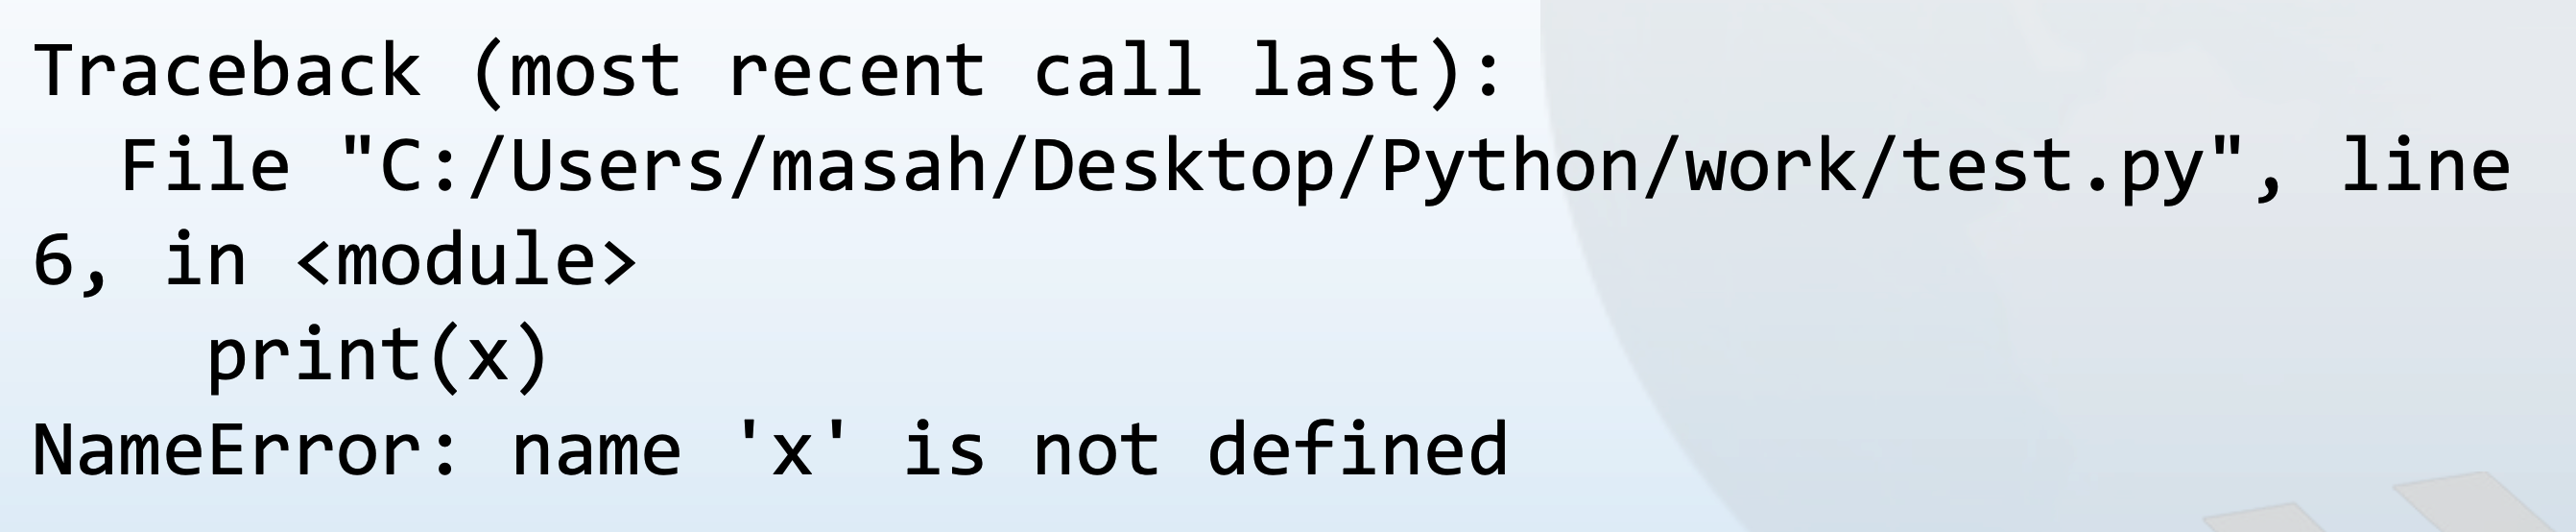 Traceback (most recent call last):
  File "C:/Users/masah/Desktop/Python/work/test.py", line
6, in <module>
    print(x)
NameError: name 'x' is not defined